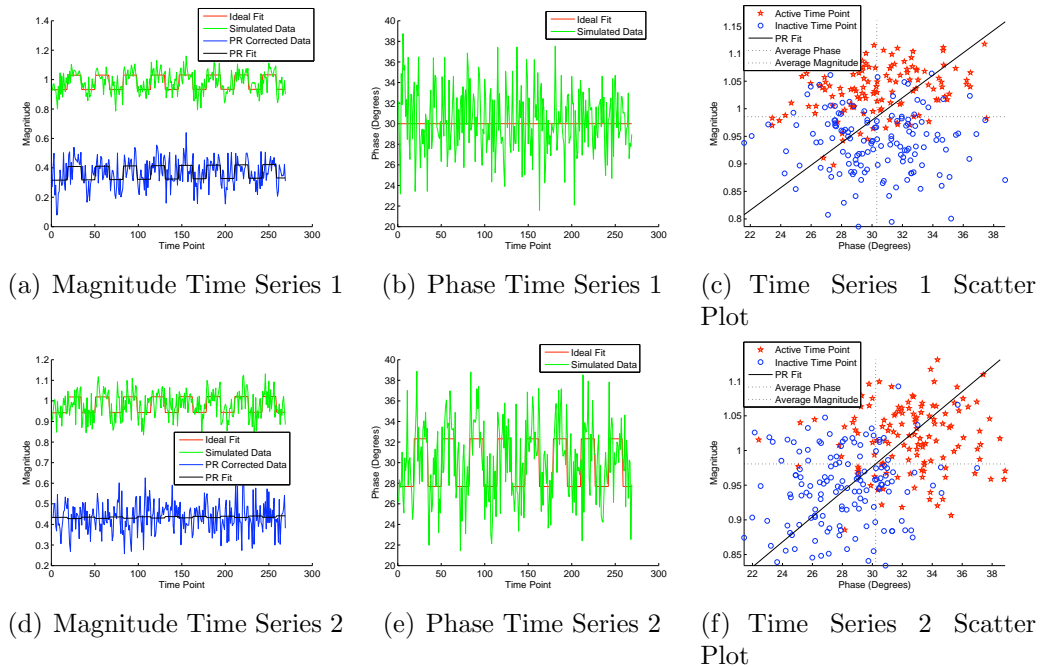 1.4
1.2
1
0.8
0.6
0.4
0.2
0
Magnitude
Ideal Fit
Simulated Data
PR Corrected Data
PR Fit
0 50 100 150 200 250 300
Time Point
(a) Magnitude Time Series 1
40
38
36
34
32
30
28
26
24
22
20
Phase (Degrees)
Ideal Fit
Simulated Data
0 50 100 150 200 250 300
Time Point
(b) Phase Time Series 1
1.15
1.1
1.05
1
0.95
0.9
0.85
0.8
Magnitude
Active Time Point
Inactive Time Point
PR Fit
Average Phase
Average Magnitude
22 24 26 28 30 32 34 36 38
Phase (Degrees)
(c) Time Series 1 Scatter
Plot
1.2
1.1
1
0.9
0.8
0.7
0.6
0.5
0.4
0.3
0.2
Magnitude
Ideal Fit
Simulated Data
PR Corrected Data
PR Fit
0 50 100 150 200 250 300
Time Point
(d) Magnitude Time Series 2
40
38
36
34
32
30
28
26
24
22
20
Phase (Degrees)
Ideal Fit
Simulated Data
0 50 100 150 200 250 300
Time Point
(e) Phase Time Series 2
1.1
1.05
1
0.95
0.9
0.85
Magnitude
Active Time Point
Inactive Time Point
PR Fit
Average Phase
Average Magnitude
22 24 26 28 30 32 34 36 38
Phase (Degrees)
(f) Time Series 2 Scatter
Plot